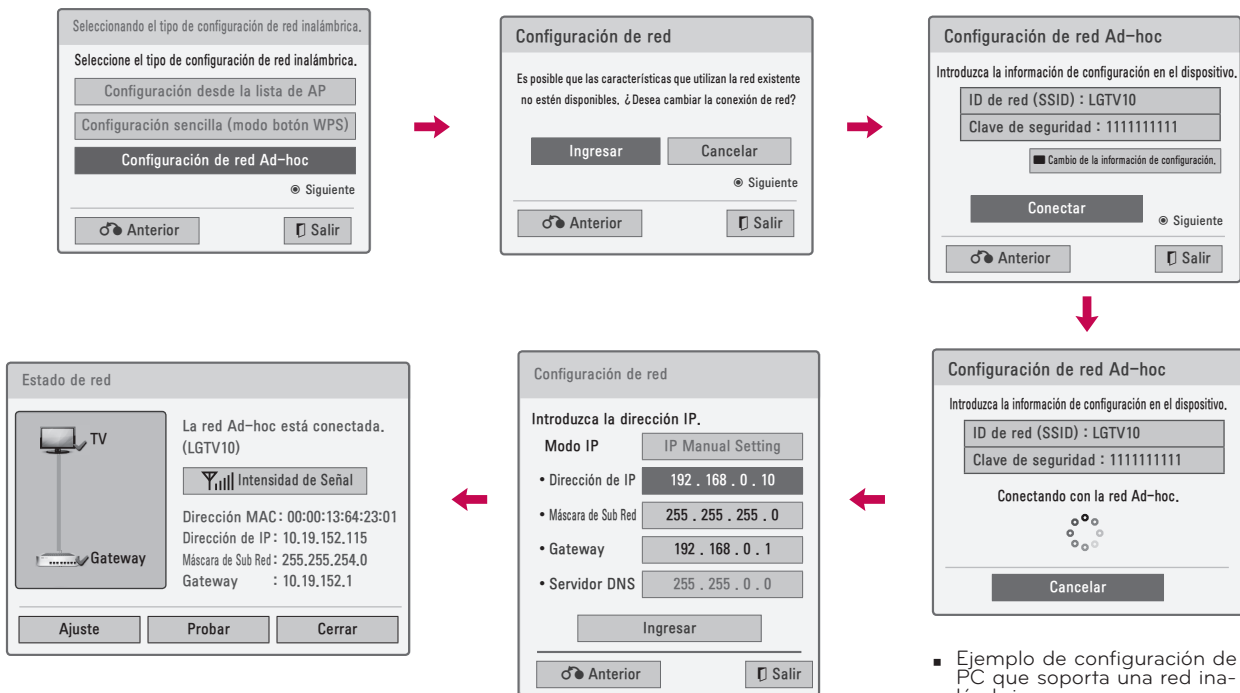 Seleccionando el tipo de configuración de red inalámbrica.
Seleccione el tipo de configuración de red inalámbrica.
Configuración desde la lista de AP
Configuración sencilla (modo botón WPS)
Configuración de red Ad-hoc
Siguiente
Anterior
Salir
Configuración de red
Es posible que las características que utilizan la red existente
no estén disponibles. ¿Desea cambiar la conexión de red?
Ingresar
Cancelar
Siguiente
Anterior
Salir
Configuración de red Ad-hoc
Introduzca la información de configuración en el dispositivo.
ID de red (SSID) : LGTV10
Clave de seguridad : 1111111111
Cambio de la información de configuración.
Conectar
Siguiente
Anterior
Salir
Configuración de red Ad-hoc
Introduzca la información de configuración en el dispositivo.
ID de red (SSID) : LGTV10
Clave de seguridad : 1111111111
Conectando con la red Ad-hoc.
Cancelar
Configuración de red
Introduzca la dirección IP.
Modo IP IP Manual Setting
• Dirección de IP 192 . 168 . 0 . 10
• Máscara de Sub Red 255 . 255 . 255 . 0
• Gateway 192 . 168 . 0 . 1
• Servidor DNS 255 . 255 . 0 . 0
Ingresar
Anterior
Salir
Estado de red
TV
Gateway
La red Ad-hoc está conectada.
(LGTV10)
Intensidad de Señal
Dirección MAC : 00:00:13:64:23:01
Dirección de IP : 10.19.152.115
Máscara de Sub Red : 255.255.254.0
Gateway : 10.19.152.1
Ajuste
Probar
Cerrar
▪ Ejemplo de configuración de
PC que soporta una red ina-